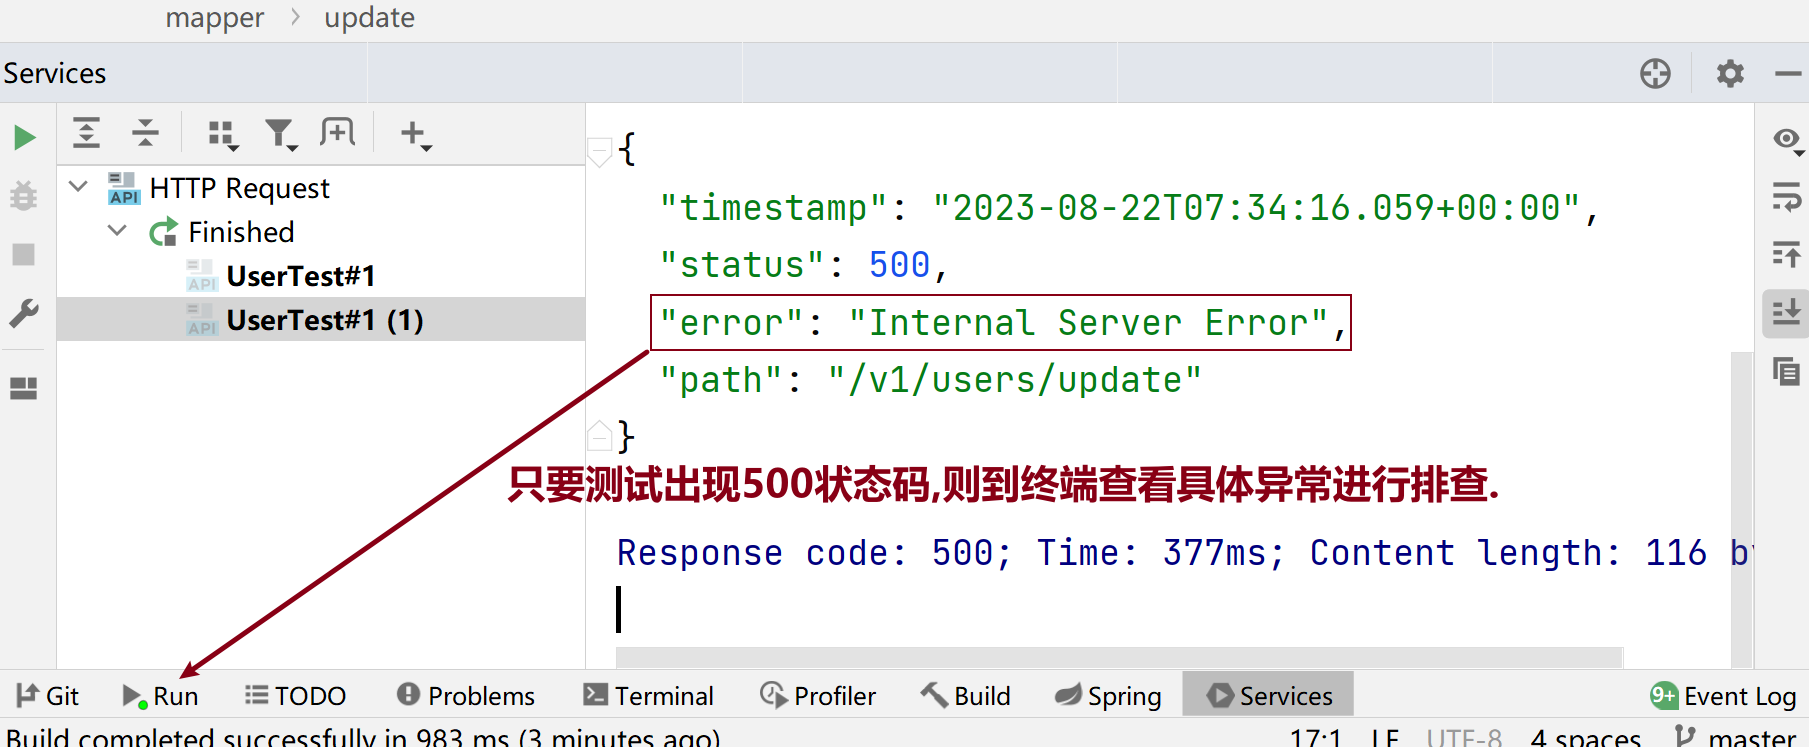 mapper > update
Services
HTTP Request
Finished
UserTest#1
UserTest#1 (1)
{
"timestamp": "2023-08-22T07:34:16.059+00:00",
"status": 500,
"error": "Internal Server Error",
"path": "/v1/users/update"
}
只要测试出现500状态码,则到终端查看具体异常进行排查.
Response code: 500; Time: 377ms; Content length: 116
Git Run TODO Problems Terminal Profiler Build Spring Services 9+ Event Log
Build completed successfully in 983 ms (3 minutes ago) 17:1 LF UTF-8 4 spaces master